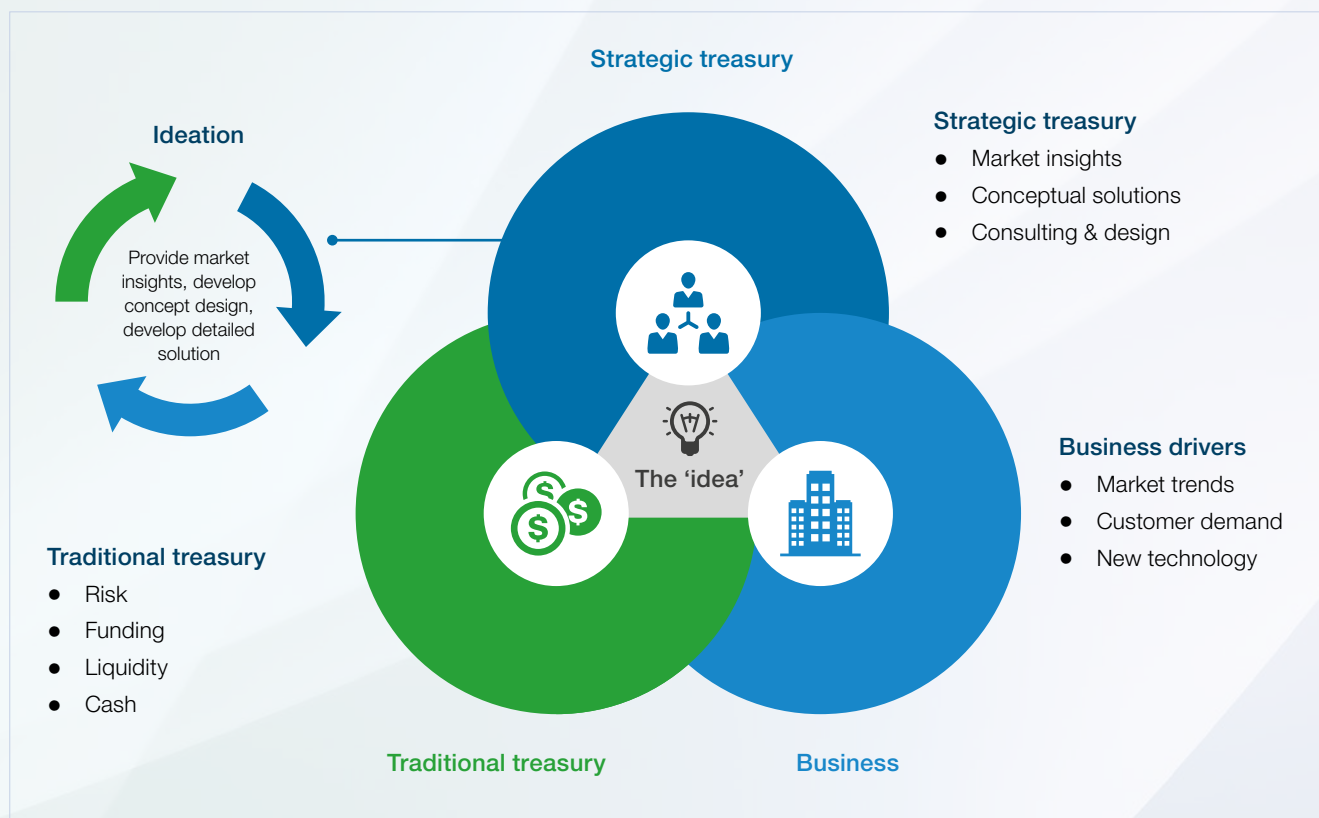 Strategic treasury
Ideation
Provide market
insights, develop
concept design,
develop detailed
solution
Strategic treasury
● Market insights
● Conceptual solutions
● Consulting & design
The ‘idea’
$
$
$
Business drivers
● Market trends
● Customer demand
● New technology
Traditional treasury
● Risk
● Funding
● Liquidity
● Cash
Traditional treasury
Business